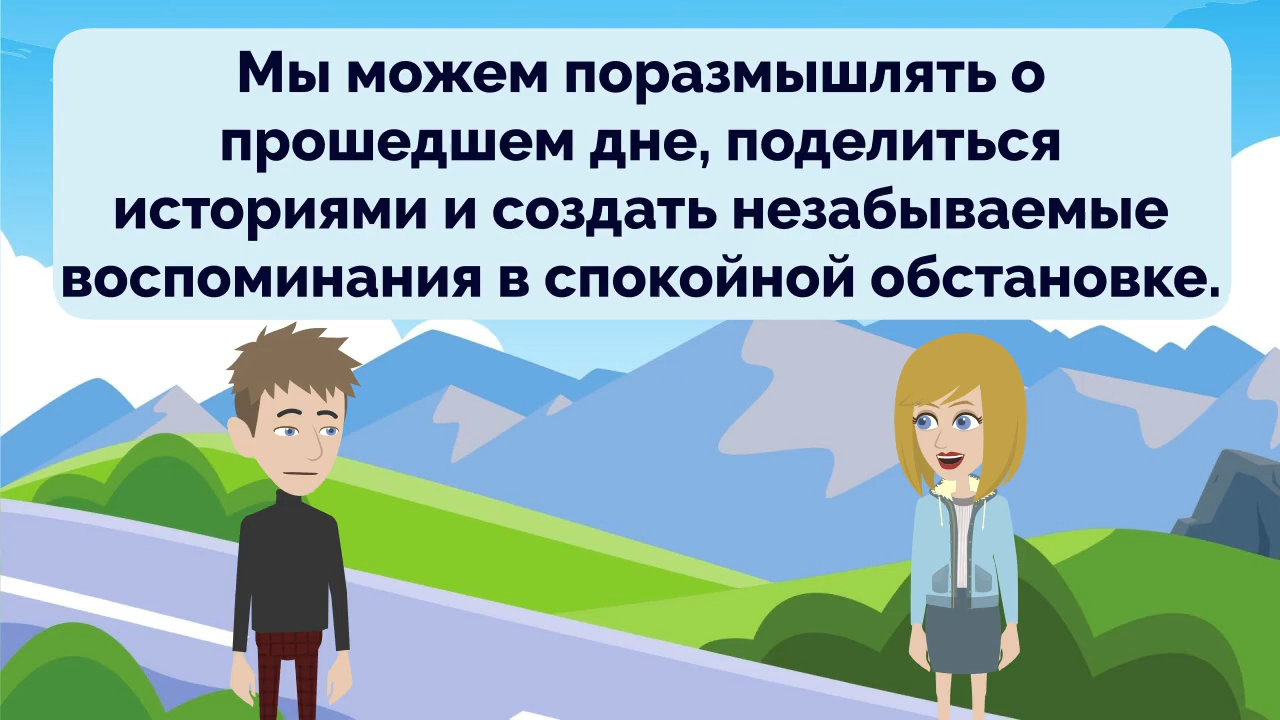 Мы можем поразмышлять о
прошедшем дне, поделиться
историями и создать незабываемые
воспоминания в спокойной обстановке.